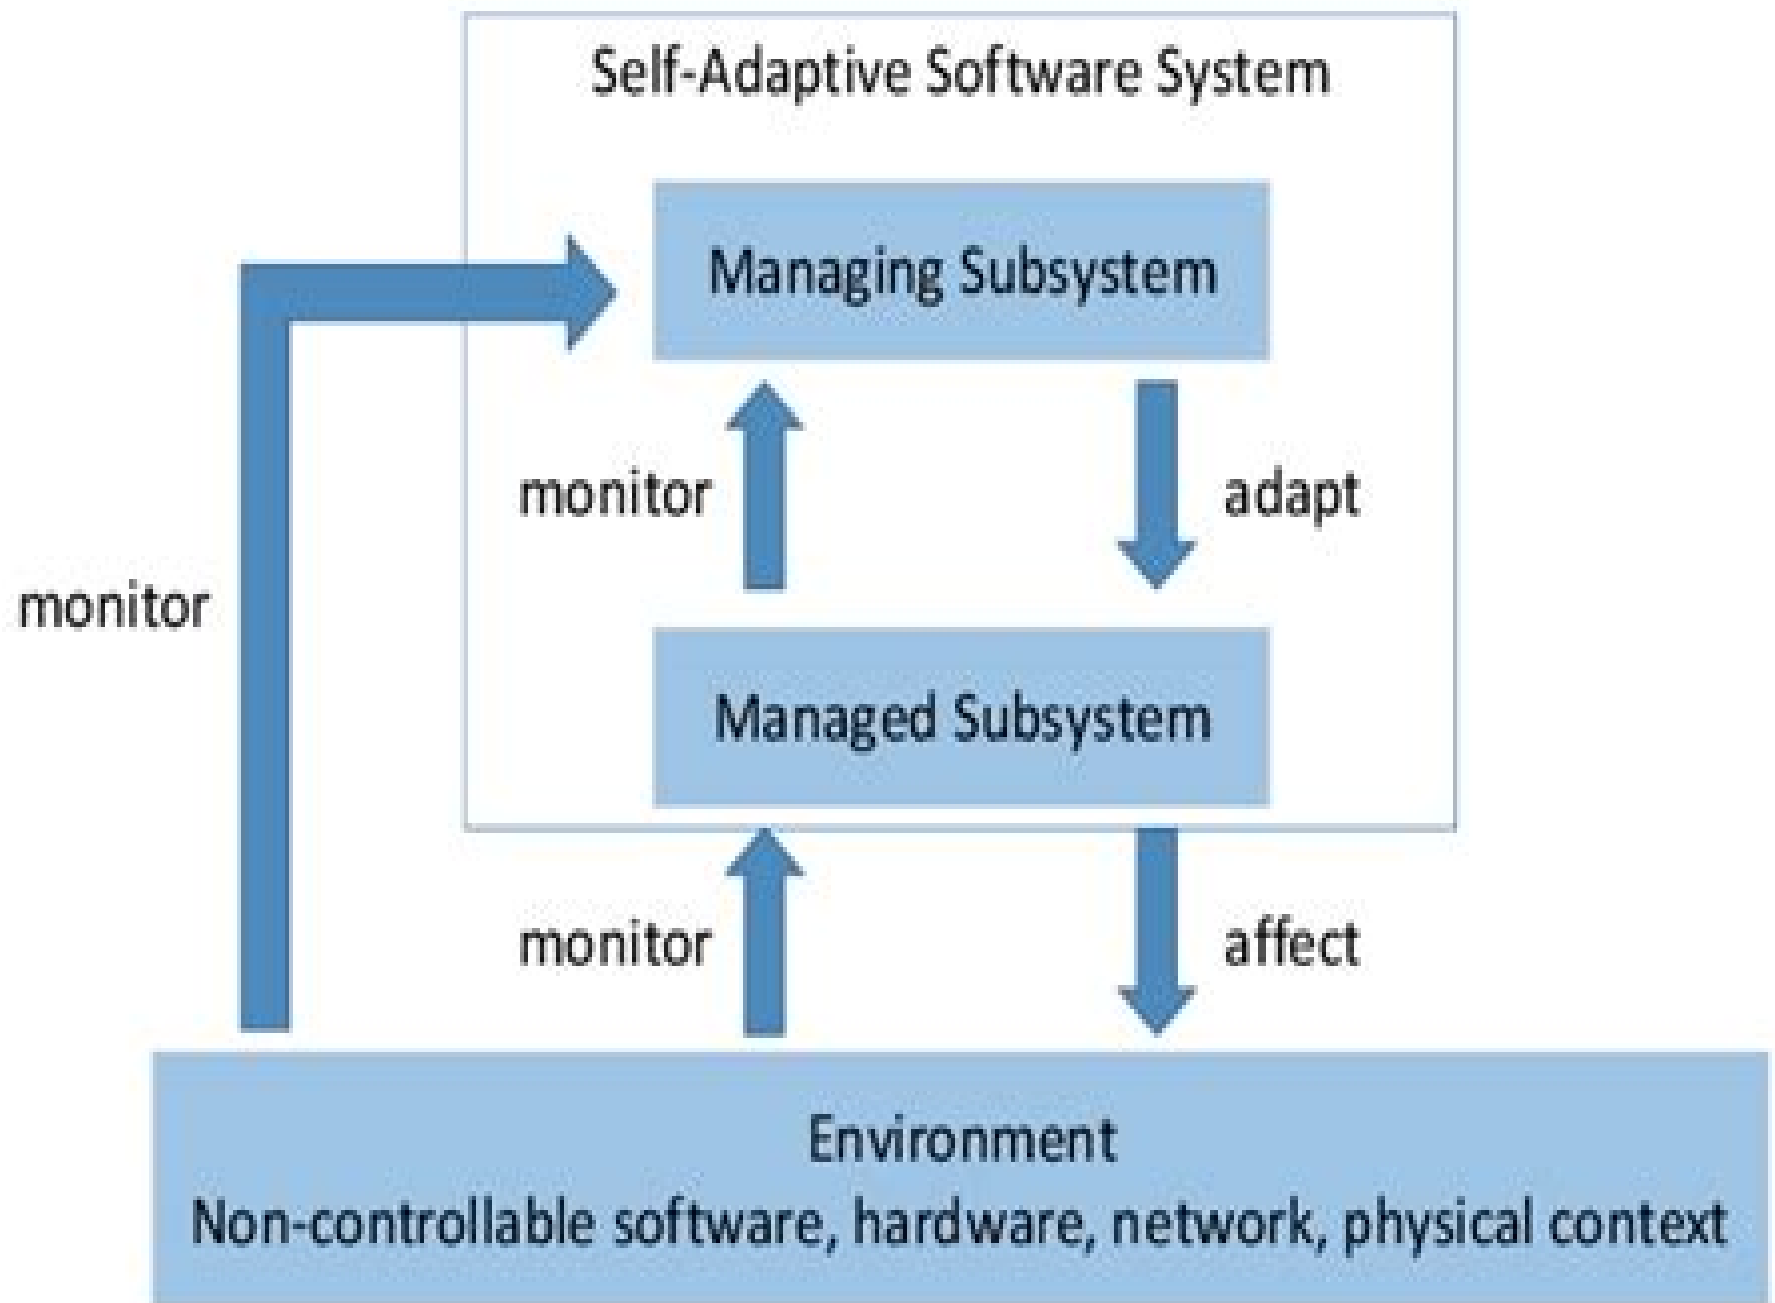 Self-Adaptive Software System
Managing Subsystem
monitor
adapt
monitor
Managed Subsystem
monitor
affect
Environment
Non-controllable software, hardware, network, physical context